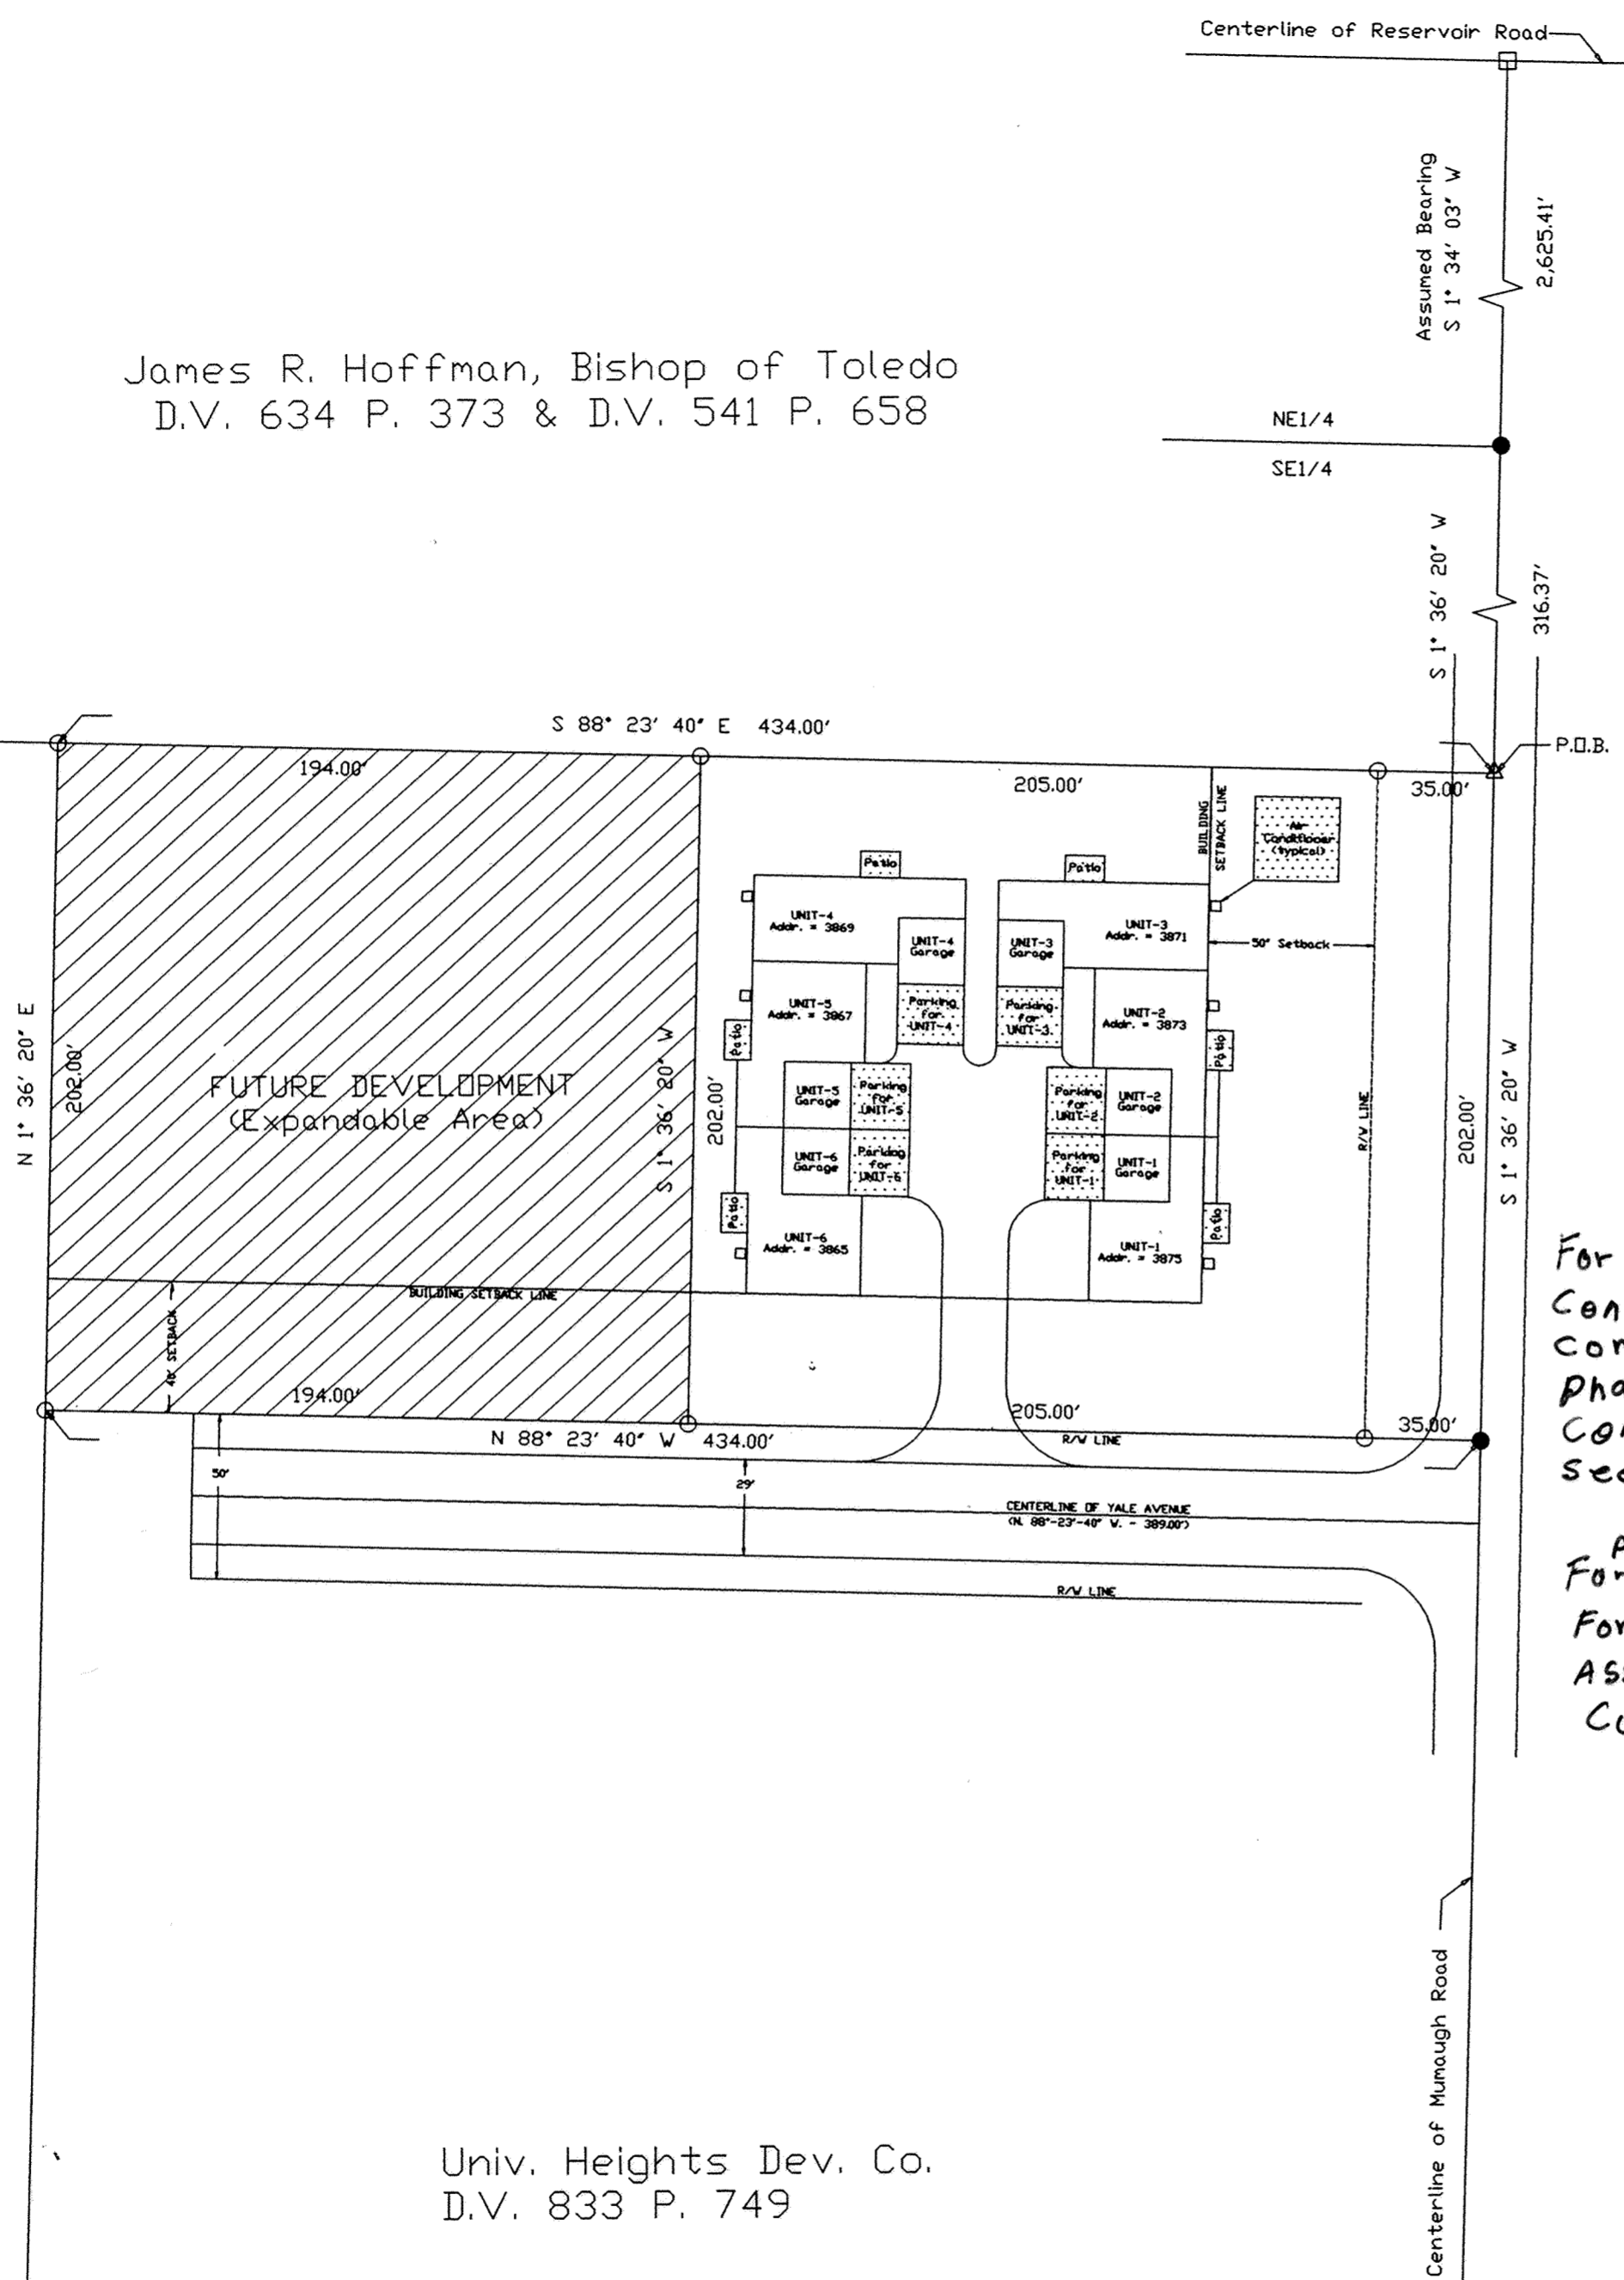 Centerline of Reservoir Road
Assumed Bearing
S 1° 34' 03" W
2,625.41'
James R. Hoffman, Bishop of Toledo
D.V. 634 P. 373 & D.V. 541 P. 658
NE1/4
SE1/4
S 1° 36' 20" W
316.37'
S 88° 23' 40" E 434.00'
P.O.B.
194.00'
205.00'
35.00'
BUILDING
SETBACK LINE
Air
Conditioner
(typical)
Patio
Patio
UNIT-4
Addr. = 3869
UNIT-4
Garage
UNIT-3
Garage
UNIT-3
Addr. = 3871
50' Setback
UNIT-5
Addr. = 3867
Parking
for
UNIT-4
Parking
for
UNIT-3
UNIT-2
Addr. = 3873
Patio
Patio
N 1° 36' 20" E
202.00'
FUTURE DEVELOPMENT
(Expandable Area)
S 1° 36' 20" W
202.00'
UNIT-5
Garage
Parking
for
UNIT-5
Parking
for
UNIT-2
UNIT-2
Garage
R/W LINE
202.00'
S 1° 36' 20" W
UNIT-6
Garage
Parking
for
UNIT-6
Parking
for
UNIT-1
UNIT-1
Garage
Patio
Patio
UNIT-6
Addr. = 3865
UNIT-1
Addr. = 3875
For
BUILDING SETBACK LINE
40' SETBACK
194.00'
205.00'
35.00'
N 88° 23' 40" W 434.00'
R/W LINE
50'
29'
CENTERLINE OF YALE AVENUE
(N. 88°-23'-40" W. - 389.00')
R/W LINE
Centerline of Mumaugh Road
Univ. Heights Dev. Co.
D.V. 833 P. 749